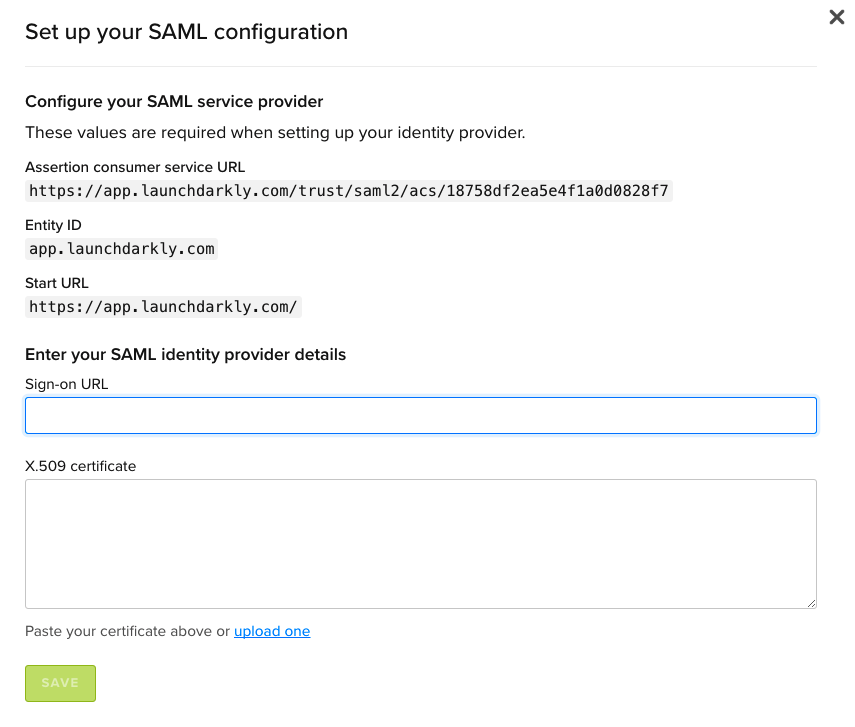 Set up your SAML configuration
Configure your SAML service provider
These values are required when setting up your identity provider.
Assertion consumer service URL
https://app.launchdarkly.com/trust/saml2/acs/18758df2ea5e4f1a0d0828f7
Entity ID
app.launchdarkly.com
Start URL
https://app.launchdarkly.com/
Enter your SAML identity provider details
Sign-on URL
X.509 certificate
Paste your certificate above or upload one
SAVE